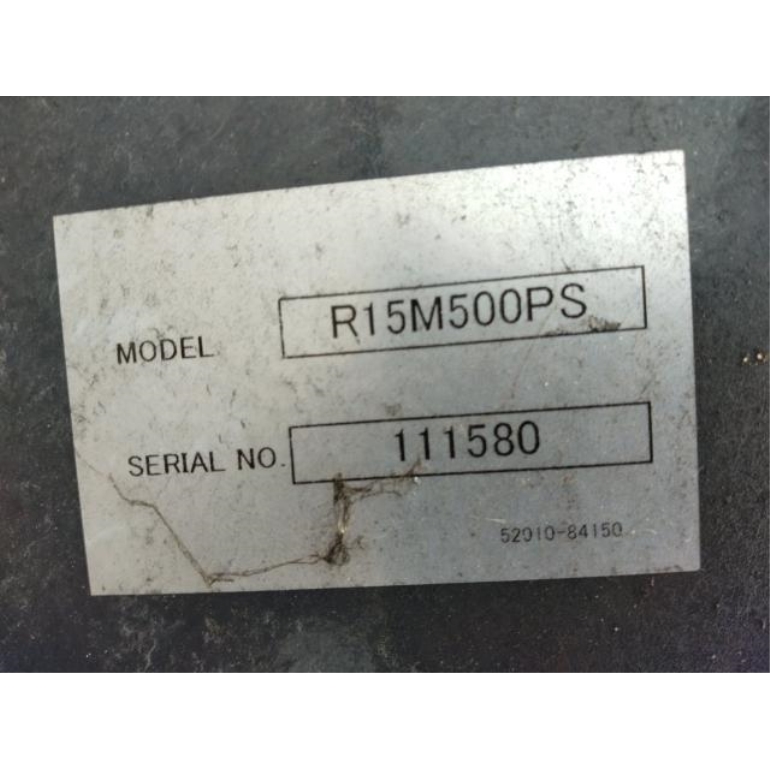 MODEL R15M500PS
SERIAL NO. 111580
52010-84150